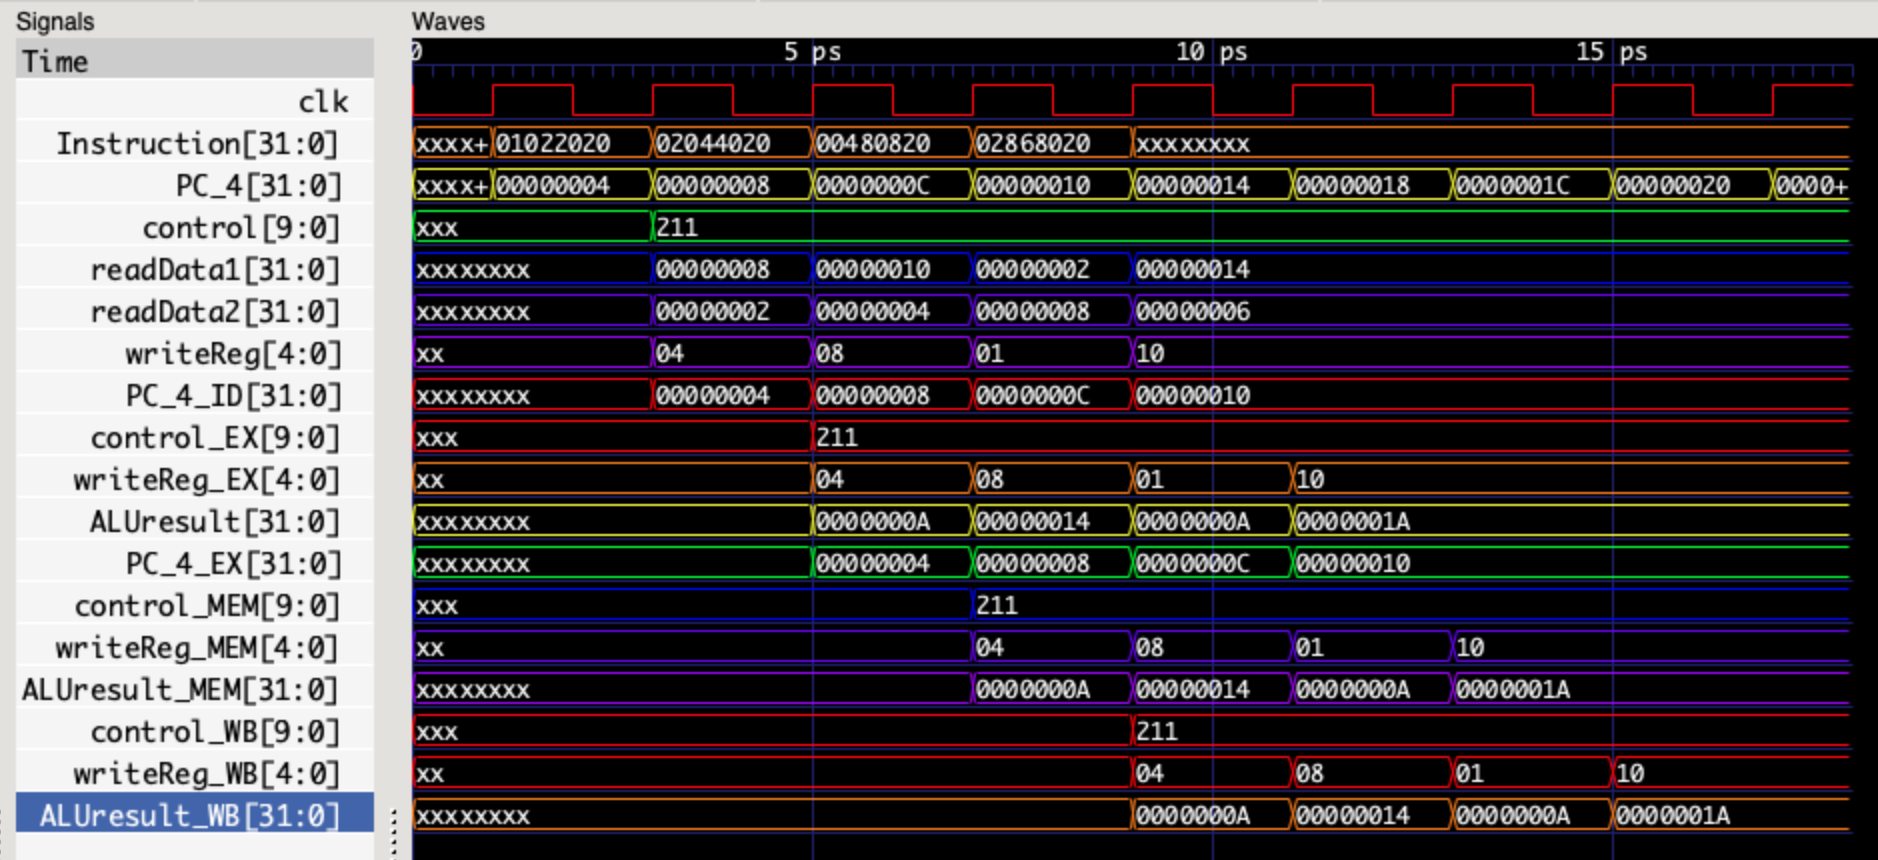 Signals Waves
Time 0 5 ps 10 ps 15 ps
clk
Instruction[31:0] xxxx+ 01022020 02044020 00480820 02868020 xxxxxxxx
PC_4[31:0] xxxx+ 00000004 00000008 0000000C 00000010 00000014 00000018 0000001C 00000020 0000+
control[9:0] xxx 211
readData1[31:0] xxxxxxxx 00000008 00000010 00000002 00000014
readData2[31:0] xxxxxxxx 00000002 00000004 00000008 00000006
writeReg[4:0] xx 04 08 01 10
PC_4_ID[31:0] xxxxxxxx 00000004 00000008 0000000C 00000010
control_EX[9:0] xxx 211
writeReg_EX[4:0] xx 04 08 01 10
ALUresult[31:0] xxxxxxxx 0000000A 00000014 0000000A 0000001A
PC_4_EX[31:0] xxxxxxxx 00000004 00000008 0000000C 00000010
control_MEM[9:0] xxx 211
writeReg_MEM[4:0] xx 04 08 01 10
ALUresult_MEM[31:0] xxxxxxxx 0000000A 00000014 0000000A 0000001A
control_WB[9:0] xxx 211
writeReg_WB[4:0] xx 04 08 01 10
ALUresult_WB[31:0] xxxxxxxx 0000000A 00000014 0000000A 0000001A